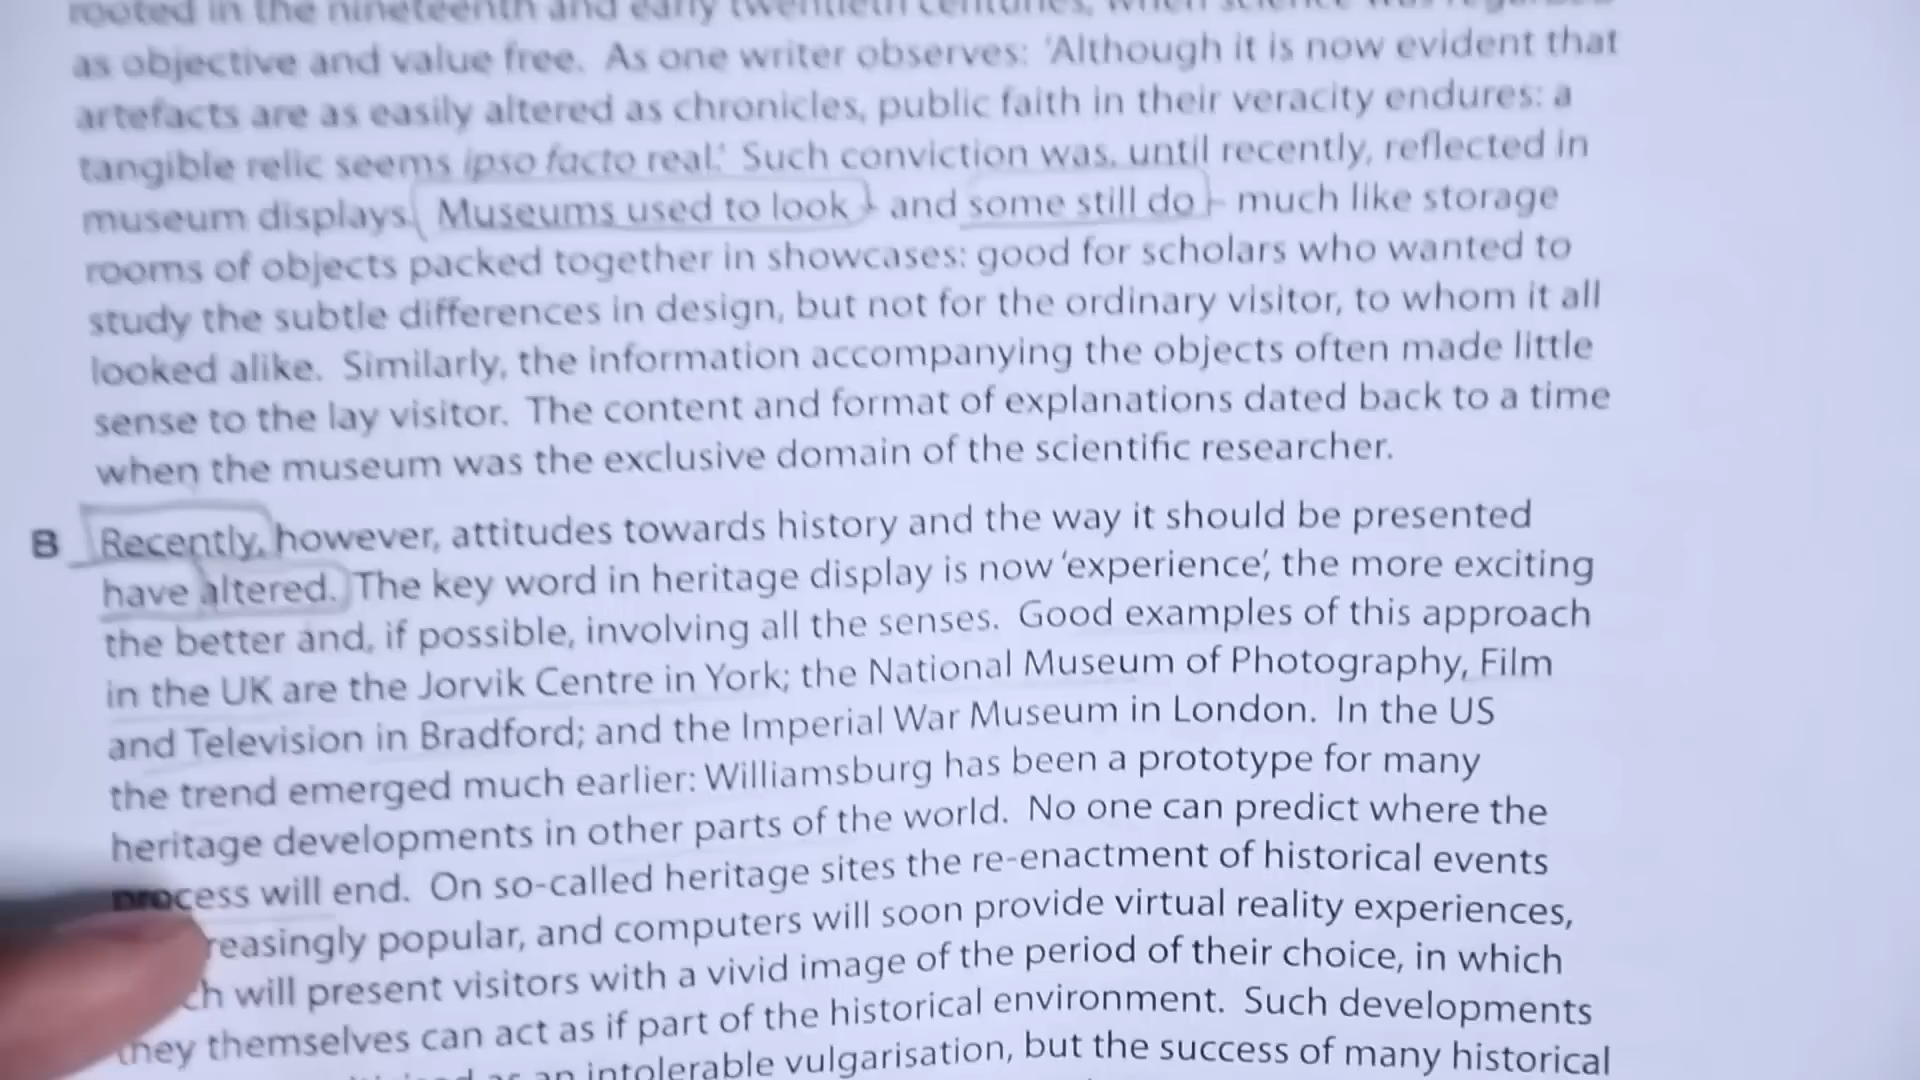 rooted in the nineteenth and early twentieth centuries, when science was
as objective and value free. As one writer observes: 'Although it is now evident that
artefacts are as easily altered as chronicles, public faith in their veracity endures: a
tangible relic seems ipso facto real.' Such conviction was, until recently, reflected in
museum displays. Museums used to look – and some still do – much like storage
rooms of objects packed together in showcases: good for scholars who wanted to
study the subtle differences in design, but not for the ordinary visitor, to whom it all
looked alike. Similarly, the information accompanying the objects often made little
sense to the lay visitor. The content and format of explanations dated back to a time
when the museum was the exclusive domain of the scientific researcher.
B Recently, however, attitudes towards history and the way it should be presented
have altered. The key word in heritage display is now 'experience', the more exciting
the better and, if possible, involving all the senses. Good examples of this approach
in the UK are the Jorvik Centre in York; the National Museum of Photography, Film
and Television in Bradford; and the Imperial War Museum in London. In the US
the trend emerged much earlier: Williamsburg has been a prototype for many
heritage developments in other parts of the world. No one can predict where the
process will end. On so-called heritage sites the re-enactment of historical events
reasingly popular, and computers will soon provide virtual reality experiences,
ch will present visitors with a vivid image of the period of their choice, in which
they themselves can act as if part of the historical environment. Such developments
as an intolerable vulgarisation, but the success of many historical